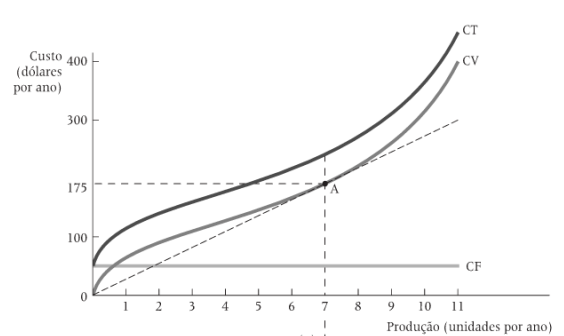 CT
Custo
(dólares
por ano)
400
CV
300
175
A
100
CF
0
1 2 3 4 5 6 7 8 9 10 11
Produção (unidades por ano)